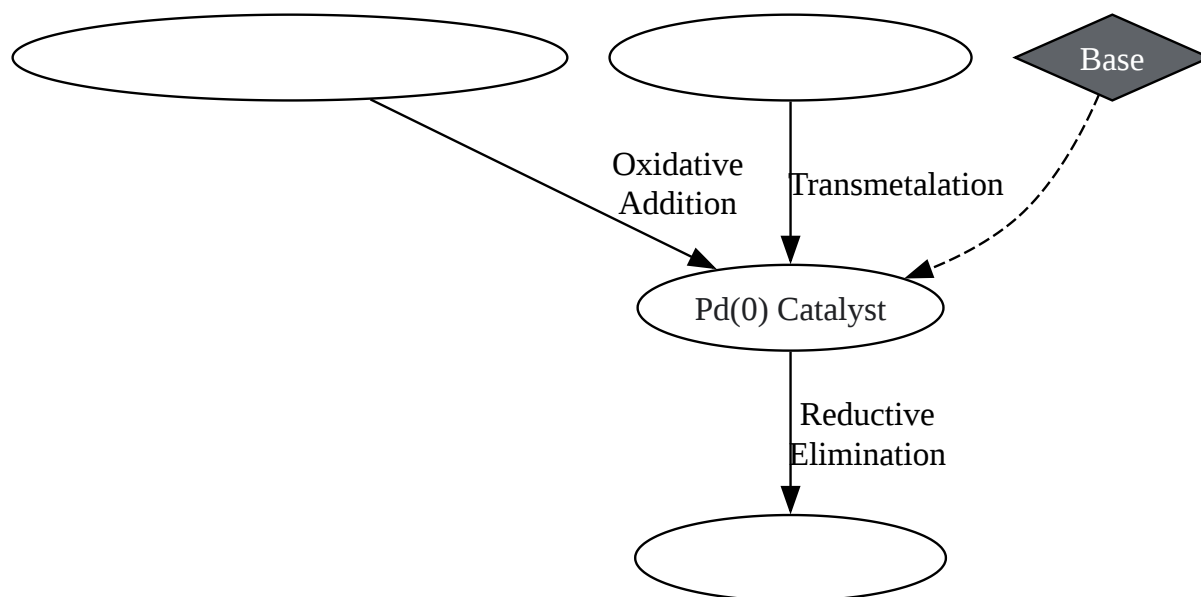 Base
Oxidative
Addition
Transmetalation
Pd(0) Catalyst
Reductive
Elimination